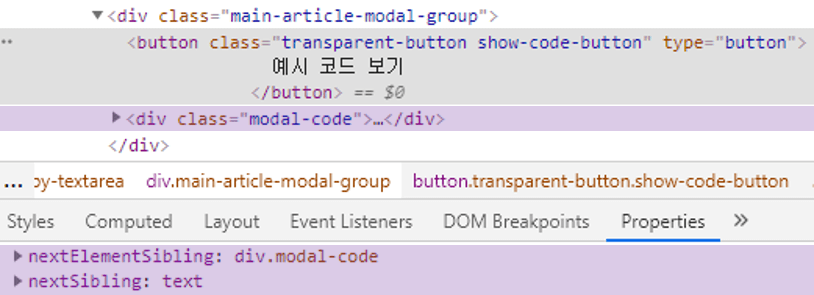 ▼<div class="main-article-modal-group">
<button class="transparent-button show-code-button" type="button">
예시 코드 보기
</button> == $0
▶<div class="modal-code">…</div>
</div>
... by-textarea div.main-article-modal-group button.transparent-button.show-code-button
Styles Computed Layout Event Listeners DOM Breakpoints Properties »
▶ nextElementSibling: div.modal-code
▶ nextSibling: text